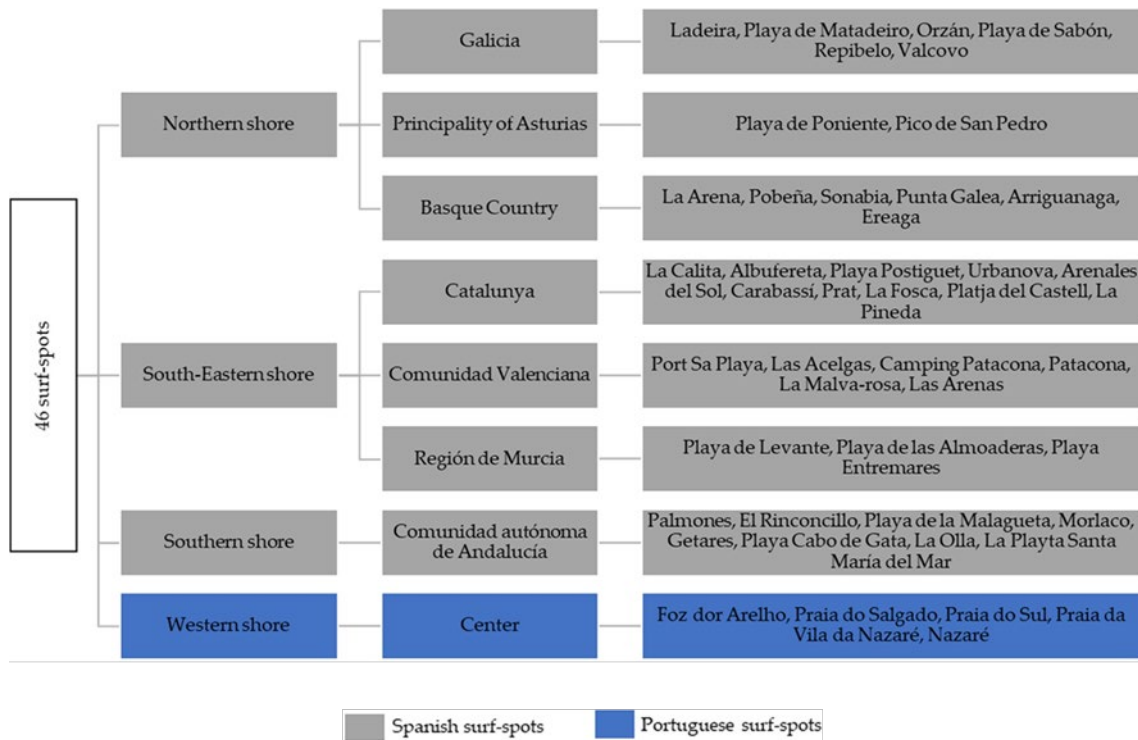 46 surf-spots
Northern shore
Galicia
Ladeira, Playa de Matadeiro, Orzán, Playa de Sabón,
Repibelo, Valcovo
Principality of Asturias
Playa de Poniente, Pico de San Pedro
Basque Country
La Arena, Pobeña, Sonabia, Punta Galea, Arriguanaga,
Ereaga
South-Eastern shore
Catalunya
La Calita, Albufereta, Playa Postiguet, Urbanova, Arenales
del Sol, Carabassí, Prat, La Fosca, Platja del Castell, La
Pineda
Comunidad Valenciana
Port Sa Playa, Las Acelgas, Camping Patacona, Patacona,
La Malva-rosa, Las Arenas
Región de Murcia
Playa de Levante, Playa de las Almoaderas, Playa
Entremares
Southern shore
Comunidad autónoma
de Andalucía
Palmones, El Rinconcillo, Playa de la Malagueta, Morlaco,
Getares, Playa Cabo de Gata, La Olla, La Playta Santa
María del Mar
Western shore
Center
Foz dor Arelho, Praia do Salgado, Praia do Sul, Praia da
Vila da Nazaré, Nazaré
Spanish surf-spots
Portuguese surf-spots